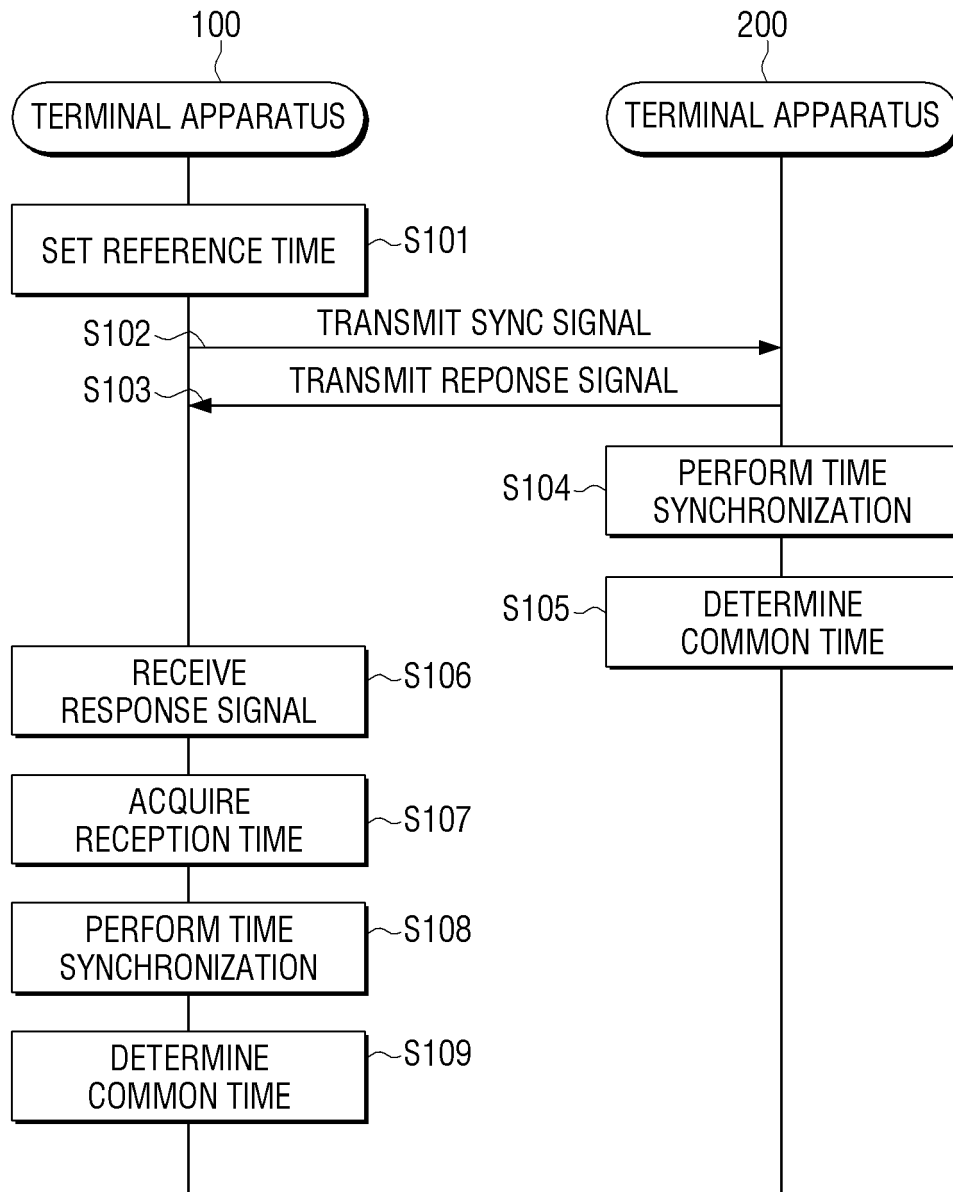 100
200
TERMINAL APPARATUS
TERMINAL APPARATUS
SET REFERENCE TIME
S101
S102
TRANSMIT SYNC SIGNAL
S103
TRANSMIT REPONSE SIGNAL
S104
PERFORM TIME
SYNCHRONIZATION
S105
DETERMINE
COMMON TIME
RECEIVE
RESPONSE SIGNAL
S106
ACQUIRE
RECEPTION TIME
S107
PERFORM TIME
SYNCHRONIZATION
S108
DETERMINE
COMMON TIME
S109